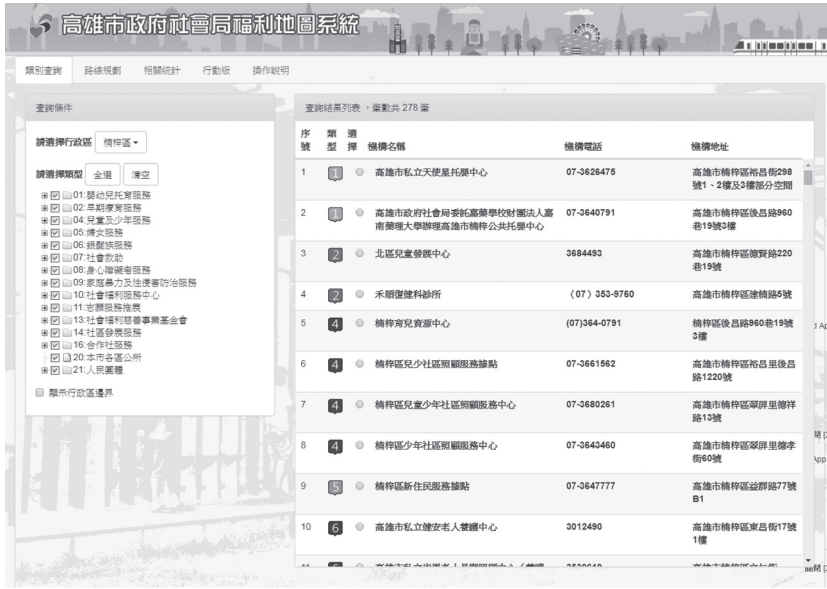 高雄市政府社會局福利地圖系統
類別查詢 路線規劃 相關統計 行動版 操作說明
查詢條件
請選擇行政區 楠梓區
請選擇類型 全選 清空
01:嬰幼兒托育服務
02:早期療育服務
04:兒童及少年服務
05:婦女服務
06:銀髮族服務
07:社會救助
08:身心障礙者服務
09:家庭暴力及性侵害防治服務
10:社會福利服務中心
11:志願服務推展
13:社會福利慈善事業基金會
14:社區發展服務
16:合作社服務
20:本市各區公所
21:人民團體
顯示行政區邊界
查詢結果列表，筆數共 278 筆
序號 類型 選擇 機構名稱 機構電話 機構地址
1 1 高雄市私立天使星托嬰中心 07-3626475 高雄市楠梓區裕昌街298
號1、2樓及3樓部分空間
2 1 高雄市政府社會局委託嘉藥學校財團法人嘉 07-3640791 高雄市楠梓區後昌路960
南藥理大學辦理高雄市楠梓公共托嬰中心 巷19號3樓
3 2 北區兒童發展中心 3684493 高雄市楠梓區德賢路220
巷19號
4 2 禾順復健科診所 （07）353-9760 高雄市楠梓區建楠路5號
5 4 楠梓育兒資源中心 (07)364-0791 楠梓區後昌路960巷19號
3樓
6 4 楠梓區兒少社區照顧服務據點 07-3661562 高雄市楠梓區裕昌里後昌
路1220號
7 4 楠梓區兒童少年社區照顧服務中心 07-3680261 高雄市楠梓區翠屏里德祥
路13號
8 4 楠梓區少年社區照顧服務中心 07-3643460 高雄市楠梓區翠屏里德孝
街60號
9 5 楠梓區新住民服務據點 07-3647777 高雄市楠梓區益群路77號
B1
10 6 高雄市私立健安老人養護中心 3012490 高雄市楠梓區東昌街17號
1樓